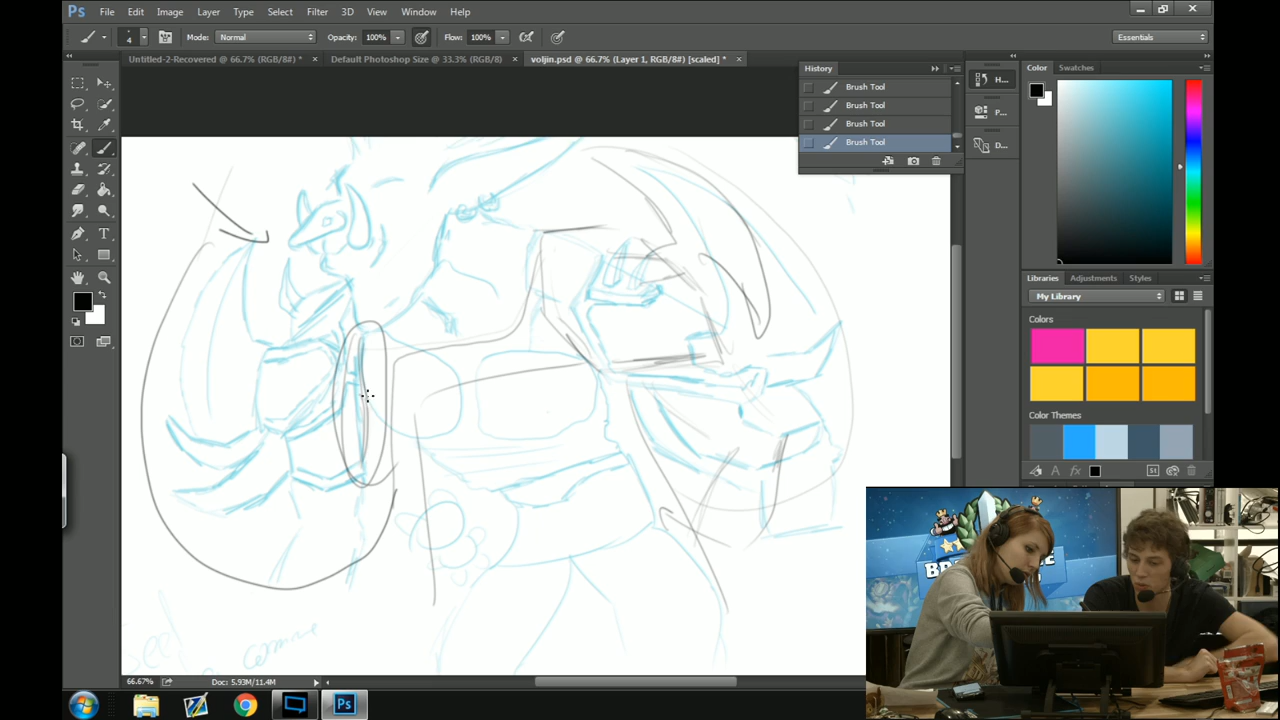 Ps File Edit Image Layer Type Select Filter 3D View Window Help
4 Mode: Normal Opacity: 100% Flow: 100% Essentials
Untitled-2-Recovered @ 66.7% (RGB/8#) * × Default Photoshop Size @ 33.3% (RGB/8) × voljin.psd @ 66.7% (Layer 1, RGB/8#) [scaled] * ×
History
Brush Tool
Brush Tool
Brush Tool
Brush Tool
H...
P...
D...
Color Swatches
Libraries Adjustments Styles
My Library
Colors
Color Themes
66.67% Doc: 5.93M/11.4M
Ps